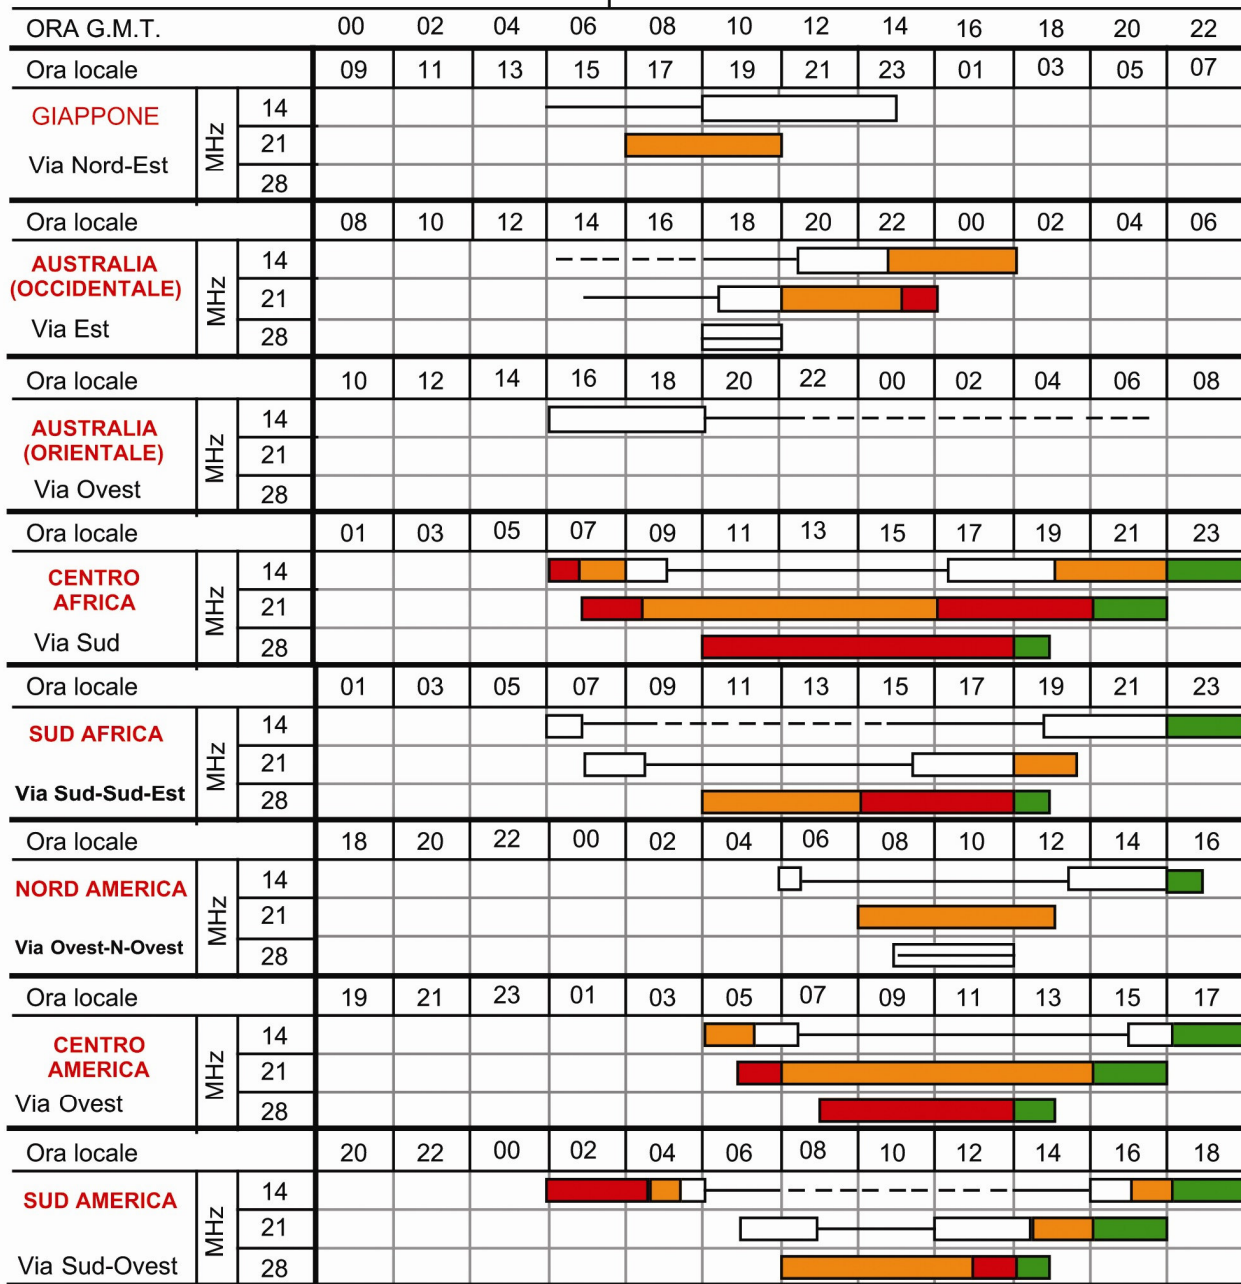 ORA G.M.T. 00 02 04 06 08 10 12 14 16 18 20 22
Ora locale 09 11 13 15 17 19 21 23 01 03 05 07
GIAPPONE
Via Nord-Est
MHz
14
21
28
Ora locale 08 10 12 14 16 18 20 22 00 02 04 06
AUSTRALIA
(OCCIDENTALE)
Via Est
MHz
14
21
28
Ora locale 10 12 14 16 18 20 22 00 02 04 06 08
AUSTRALIA
(ORIENTALE)
Via Ovest
MHz
14
21
28
Ora locale 01 03 05 07 09 11 13 15 17 19 21 23
CENTRO
AFRICA
Via Sud
MHz
14
21
28
Ora locale 01 03 05 07 09 11 13 15 17 19 21 23
SUD AFRICA
Via Sud-Sud-Est
MHz
14
21
28
Ora locale 18 20 22 00 02 04 06 08 10 12 14 16
NORD AMERICA
Via Ovest-N-Ovest
MHz
14
21
28
Ora locale 19 21 23 01 03 05 07 09 11 13 15 17
CENTRO
AMERICA
Via Ovest
MHz
14
21
28
Ora locale 20 22 00 02 04 06 08 10 12 14 16 18
SUD AMERICA
Via Sud-Ovest
MHz
14
21
28